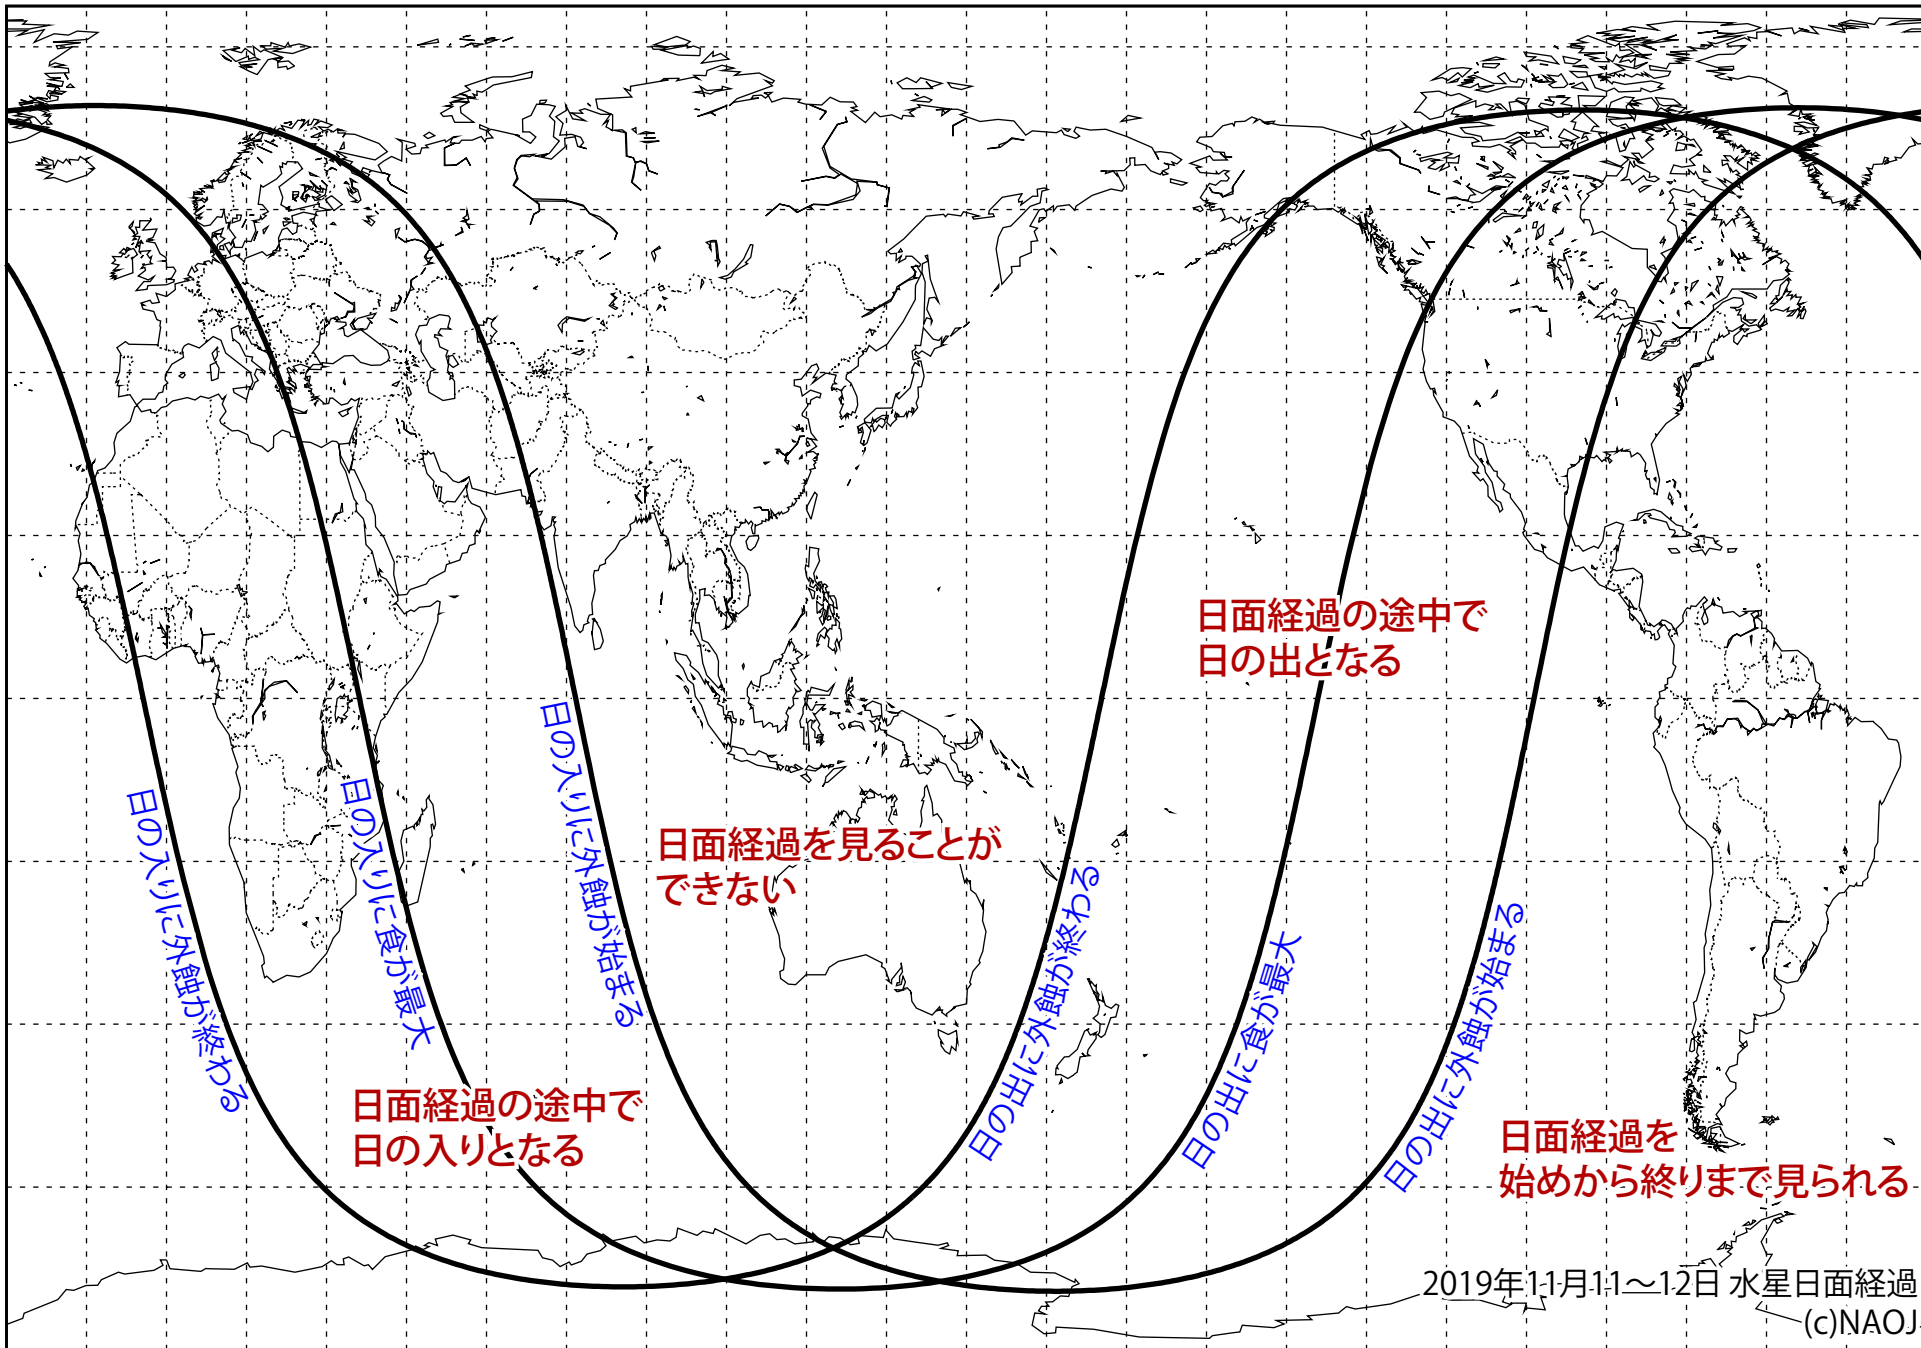 日面経過の途中で
日の出となる
日の入りに外蝕が終わる
日の入りに食が最大
日の入りに外蝕が始まる
日面経過を見ることが
できない
日の出に外蝕が終わる
日の出に食が最大
日の出に外蝕が始まる
日面経過の途中で
日の入りとなる
日面経過を
始めから終りまで見られる
2019年11月11～12日 水星日面経過
(c)NAOJ